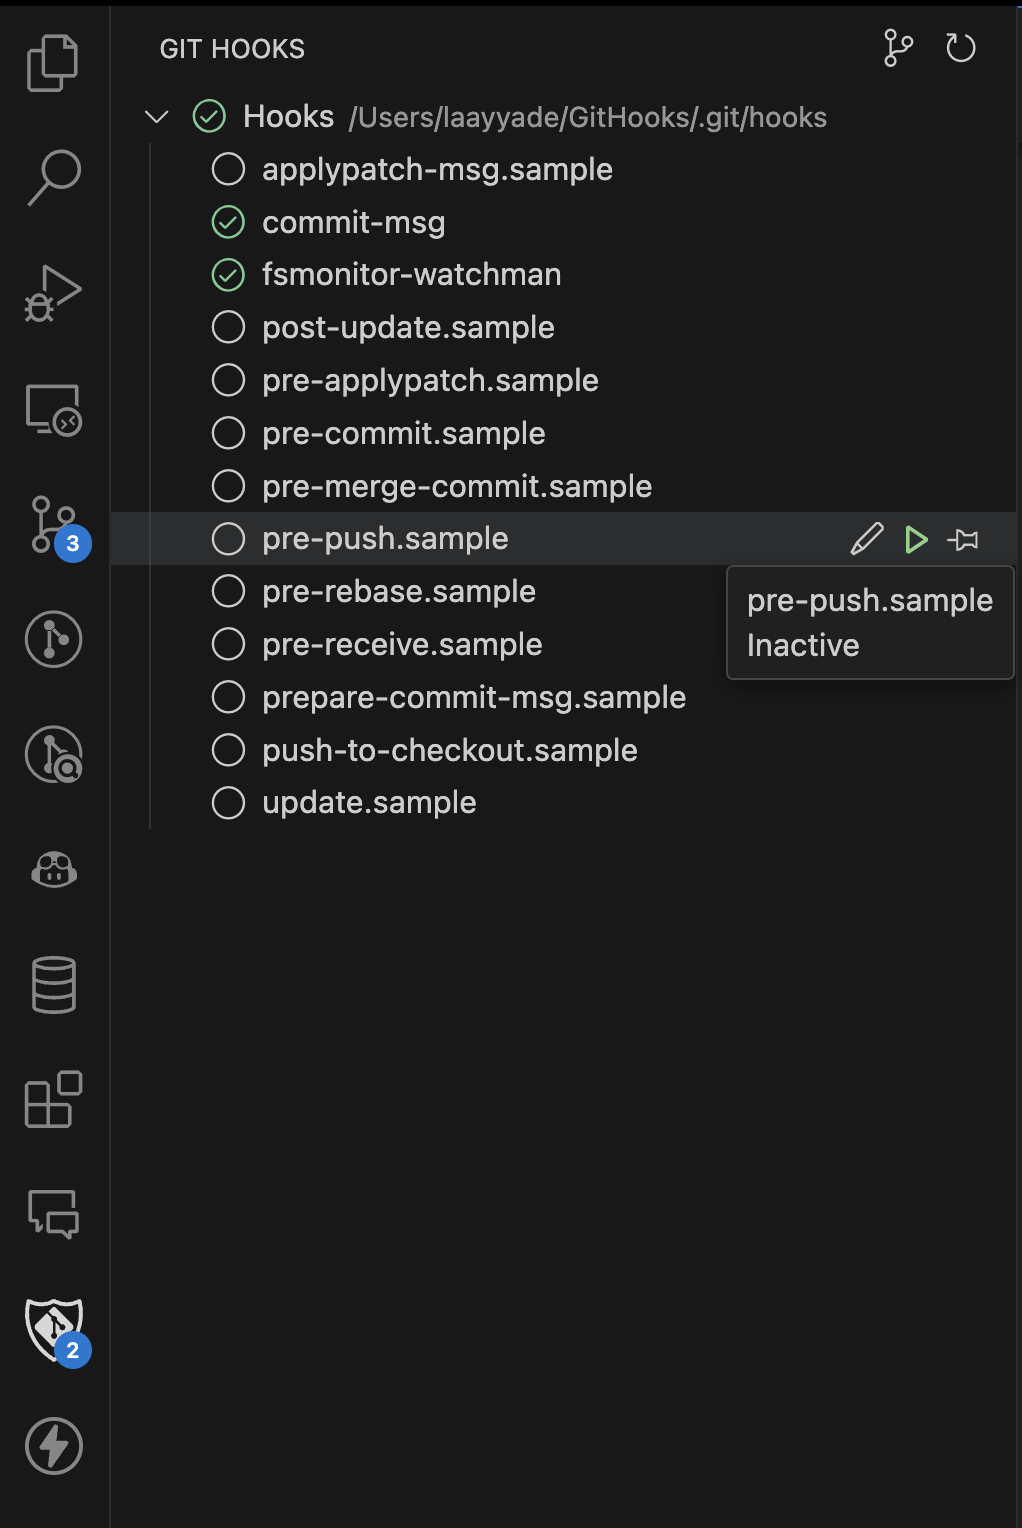 GIT HOOKS
Hooks /Users/laayyade/GitHooks/.git/hooks
applypatch-msg.sample
commit-msg
fsmonitor-watchman
post-update.sample
pre-applypatch.sample
pre-commit.sample
pre-merge-commit.sample
3
pre-push.sample
pre-push.sample
Inactive
pre-rebase.sample
pre-receive.sample
prepare-commit-msg.sample
push-to-checkout.sample
update.sample
2